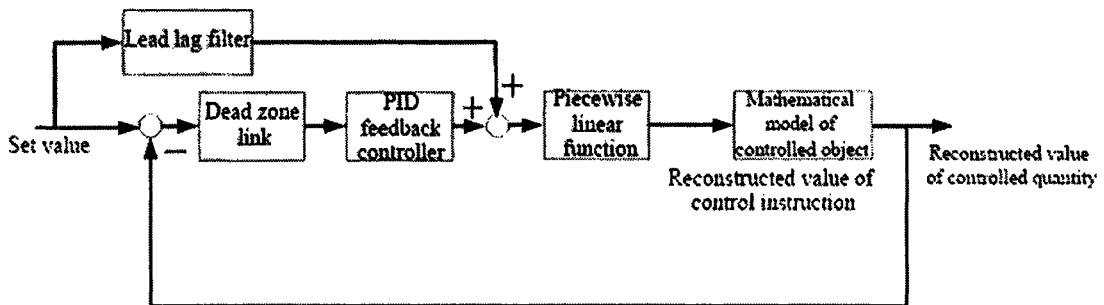 Lead lag filter
Set value
−
Dead zone
link
PID
feedback
controller
+
+
Piecewise
linear
function
Mathematical
model of
controlled object
Reconstructed value of
control instruction
Reconstructed value
of controlled quantity